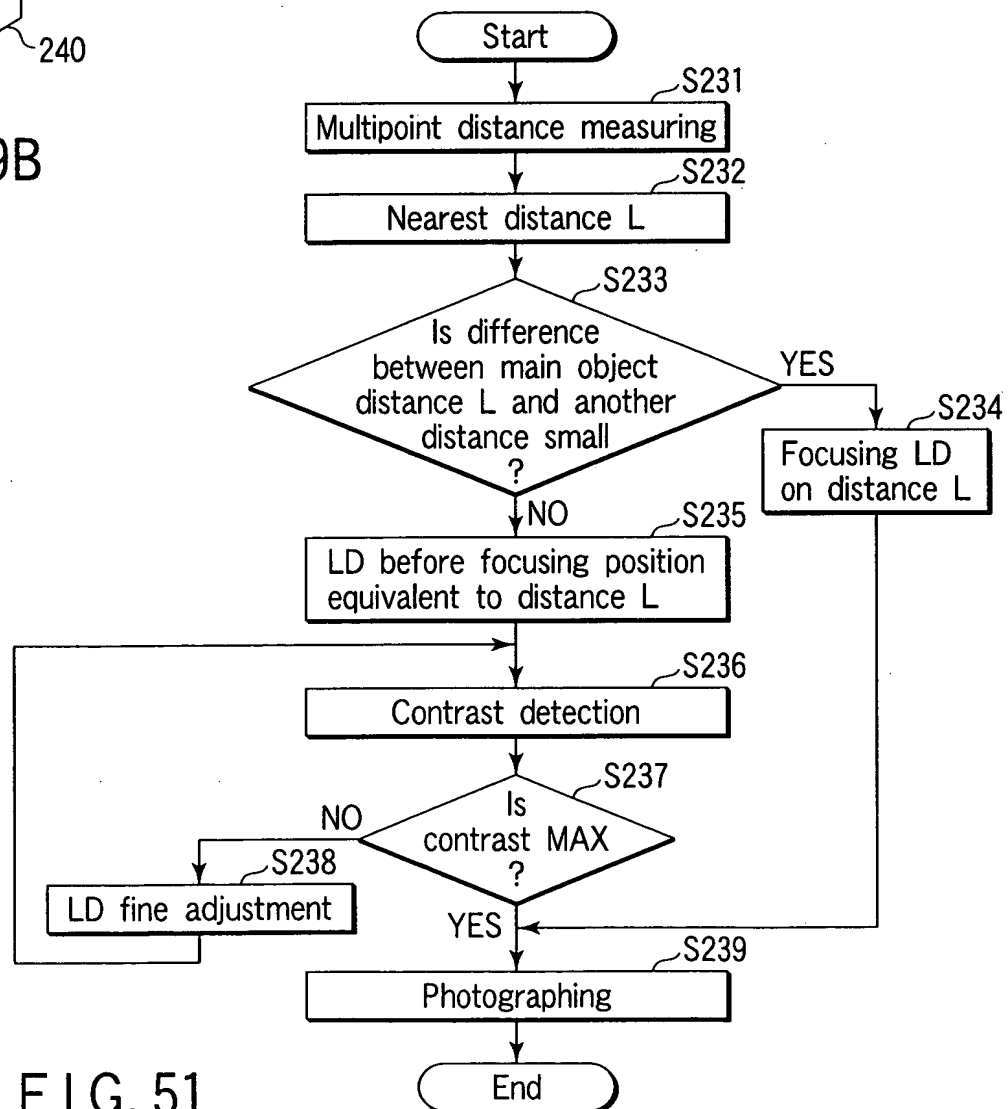 240
9B
Start
S231
Multipoint distance measuring
S232
Nearest distance L
S233
Is difference
between main object
distance L and another
distance small
?
YES
S234
Focusing LD
on distance L
NO
S235
LD before focusing position
equivalent to distance L
S236
Contrast detection
S237
Is
contrast MAX
?
NO
S238
LD fine adjustment
YES
S239
Photographing
End
FIG. 51